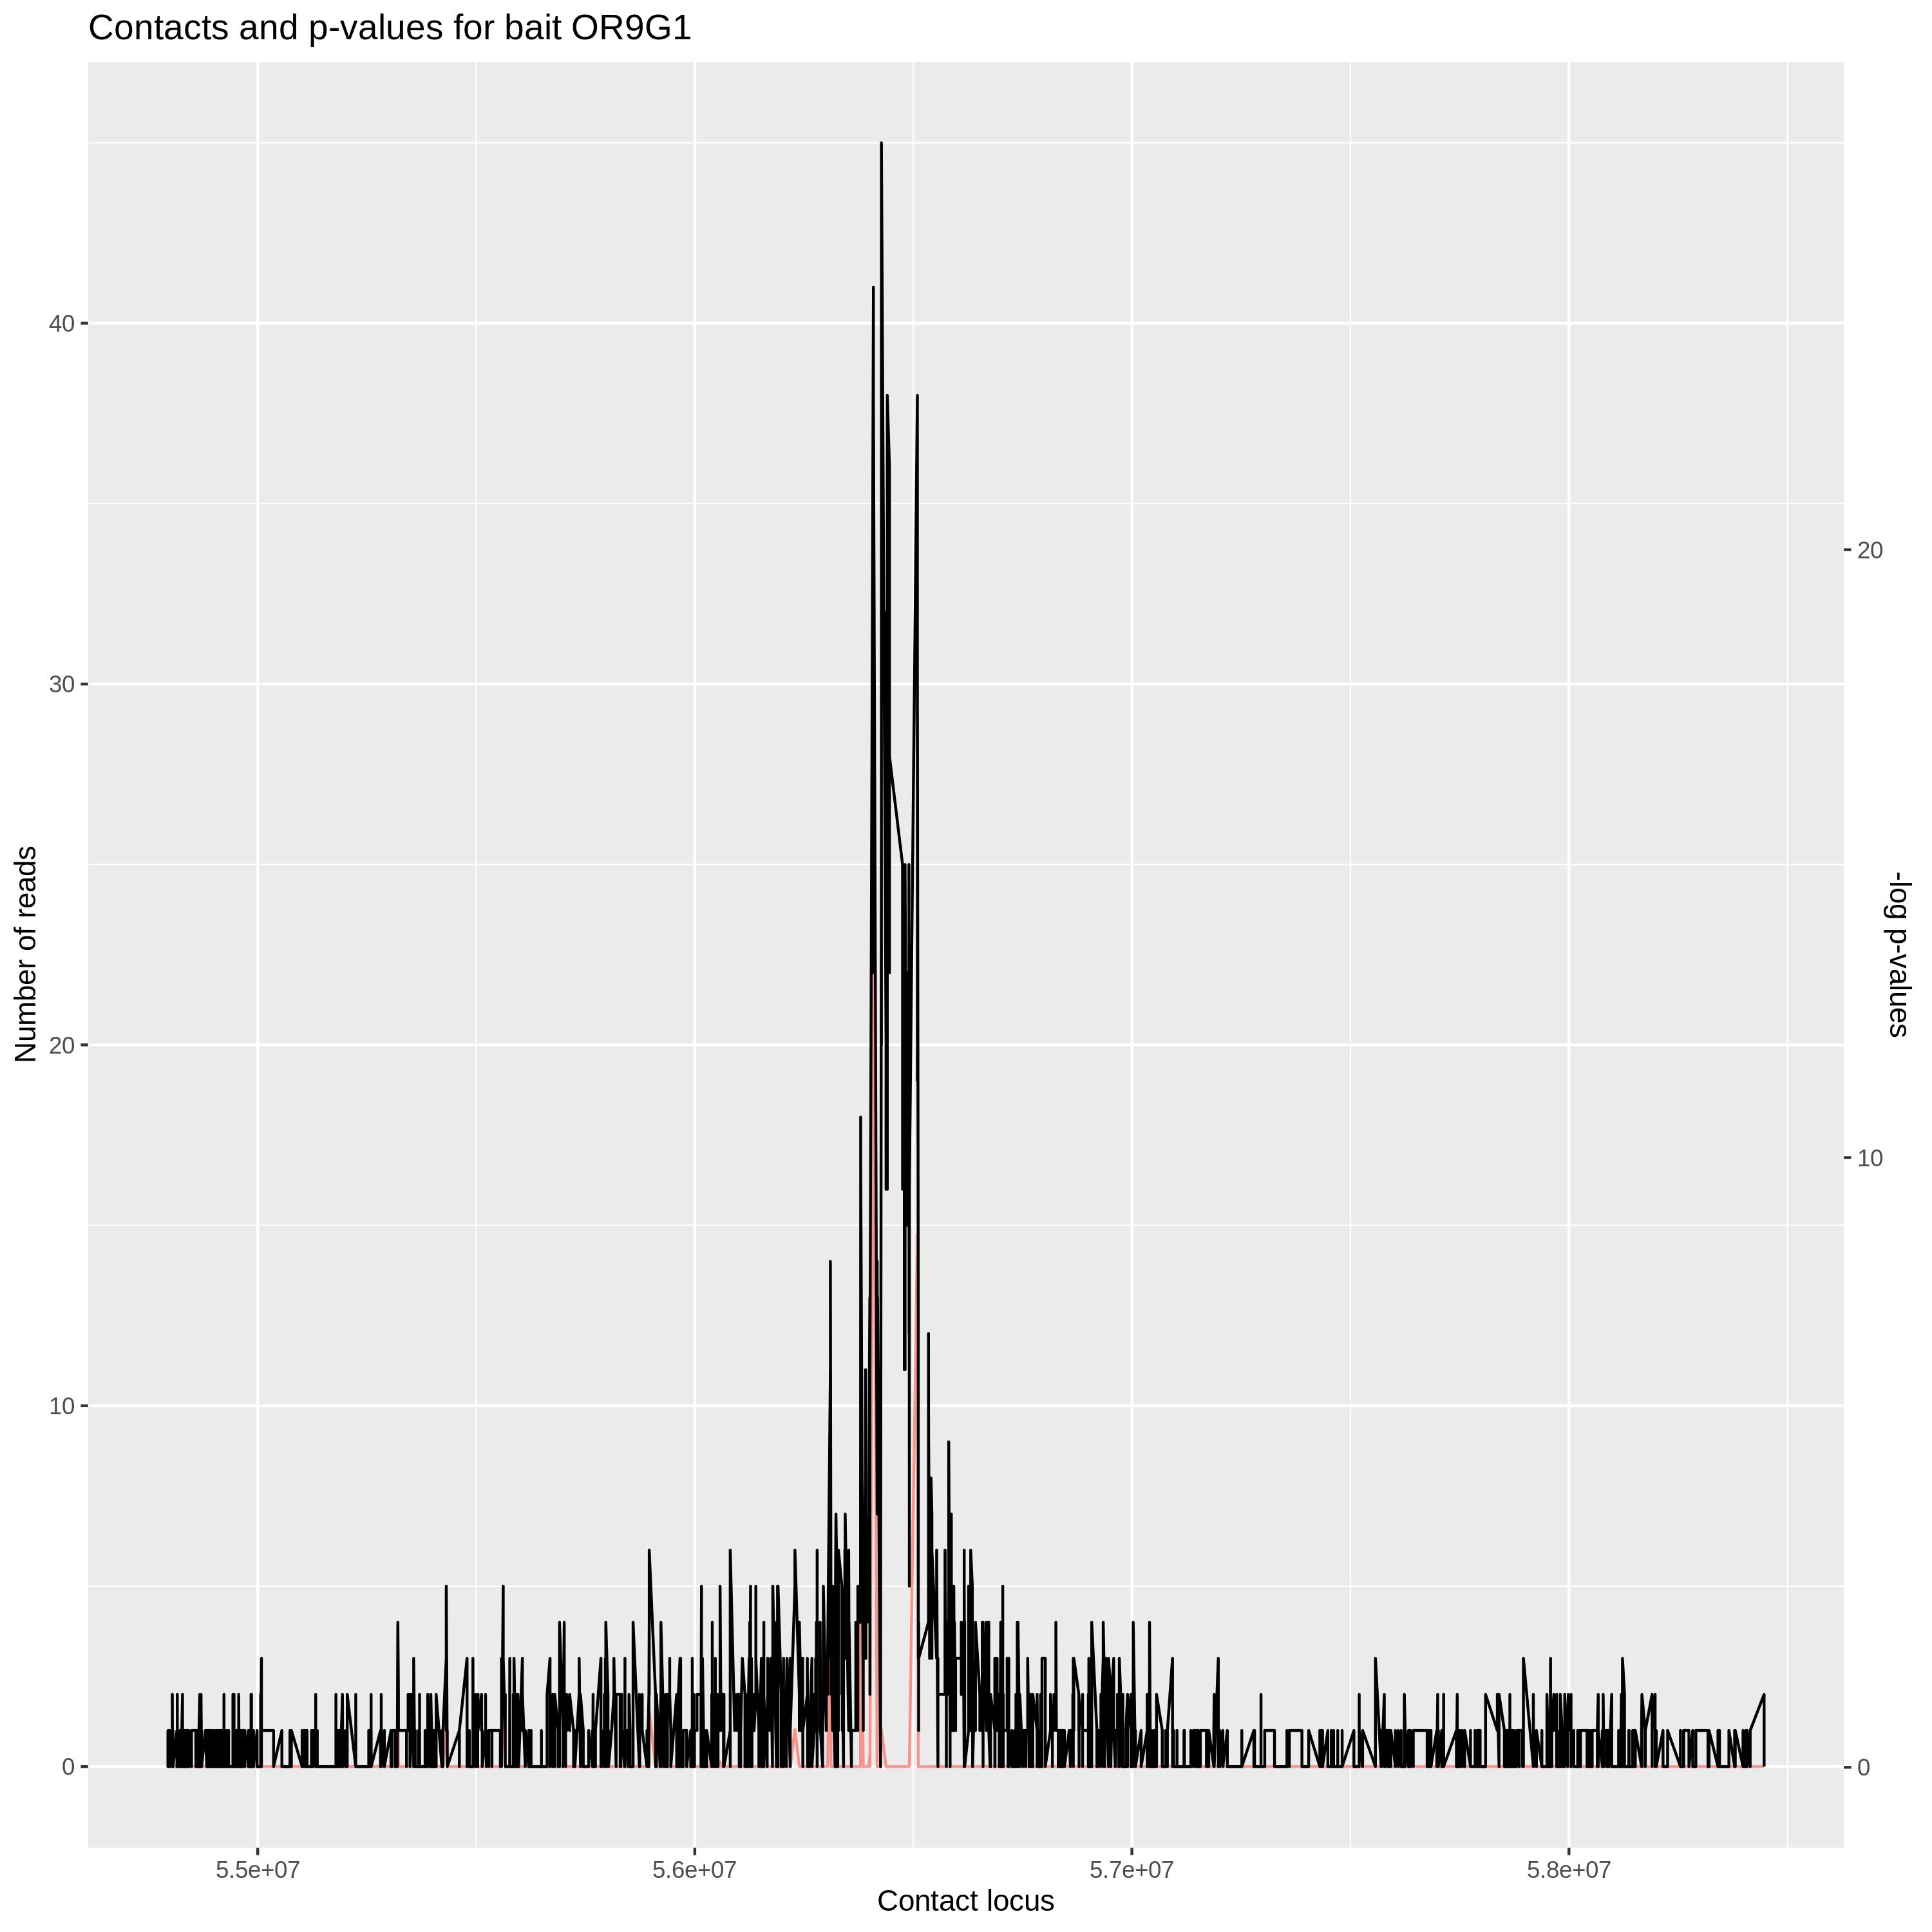 Contacts and p-values for bait OR9G1
Number of reads
40
30
20
10
0
20
10
0
-log p-values
5.5e+07
5.6e+07
5.7e+07
5.8e+07
Contact locus